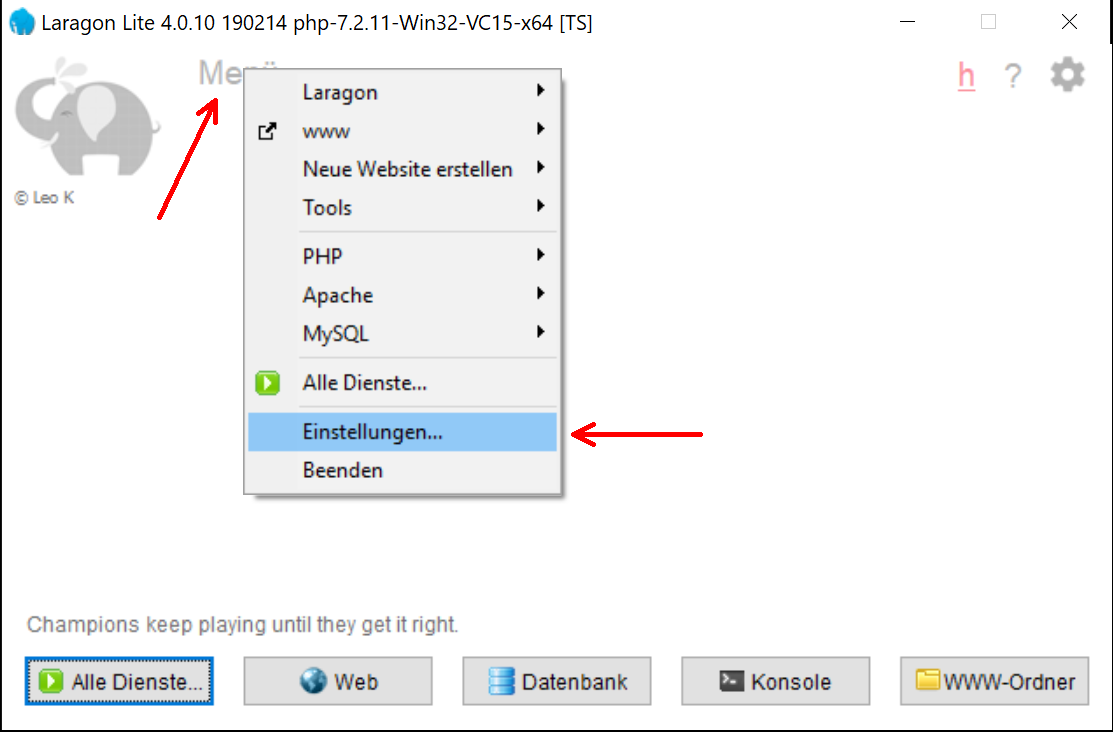 Laragon Lite 4.0.10 190214 php-7.2.11-Win32-VC15-x64 [TS]
Menü
h
?
© Leo K
Laragon
www
Neue Website erstellen
Tools
PHP
Apache
MySQL
Alle Dienste...
Einstellungen...
Beenden
Champions keep playing until they get it right.
Alle Dienste...
Web
Datenbank
Konsole
WWW-Ordner